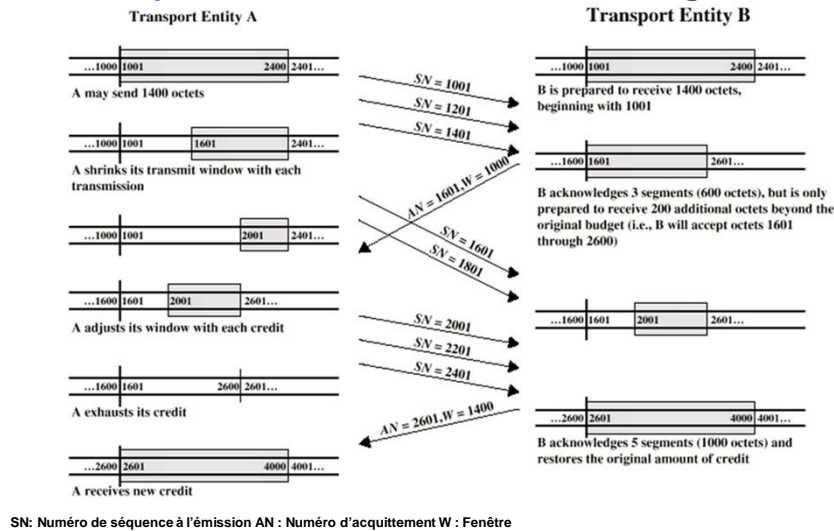 Transport Entity A
Transport Entity B
...1000 1001 2400 2401...
A may send 1400 octets
SN = 1001
SN = 1201
SN = 1401
...1000 1001 2400 2401...
B is prepared to receive 1400 octets,
beginning with 1001
...1000 1001 1601 2401...
A shrinks its transmit window with each
transmission
AN = 1601,W = 1000
...1600 1601 2601...
B acknowledges 3 segments (600 octets), but is only
prepared to receive 200 additional octets beyond the
original budget (i.e., B will accept octets 1601
through 2600)
...1000 1001 2001 2401...
SN = 1601
SN = 1801
...1600 1601 2001 2601...
A adjusts its window with each credit
SN = 2001
SN = 2201
SN = 2401
...1600 1601 2001 2601...
...1600 1601 2600 2601...
A exhausts its credit
AN = 2601,W = 1400
...2600 2601 4000 4001...
B acknowledges 5 segments (1000 octets) and
restores the original amount of credit
...2600 2601 4000 4001...
A receives new credit
SN: Numéro de séquence à l'émission AN : Numéro d'acquittement W : Fenêtre